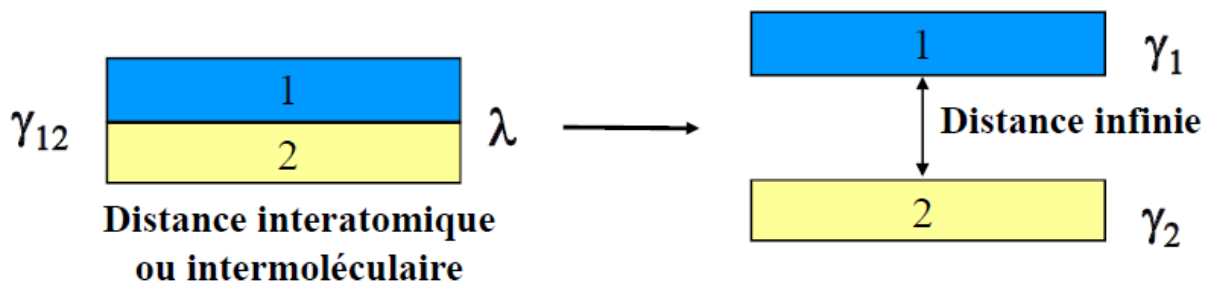 γ₁₂
1
2
λ
Distance interatomique
ou intermoléculaire
1
γ₁
Distance infinie
2
γ₂